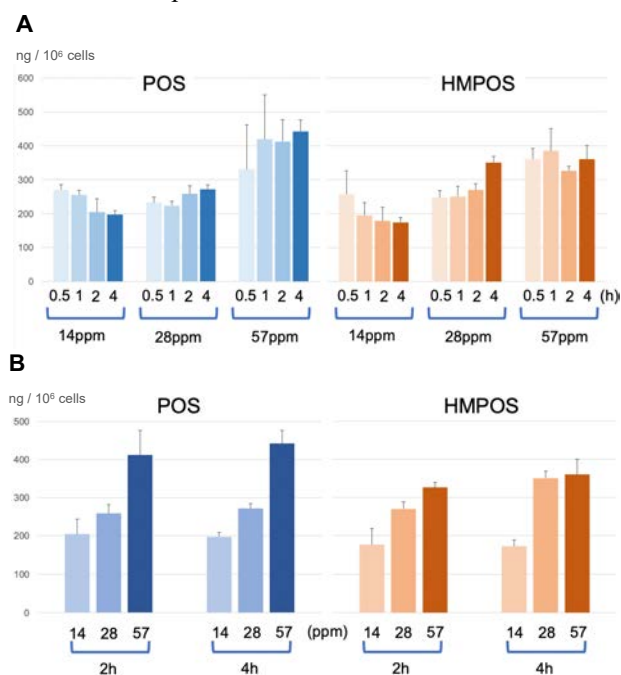 A
ng / 10⁶ cells
POS HMPOS
600
500
400
300
200
100
0
0.5 1 2 4 0.5 1 2 4 0.5 1 2 4 0.5 1 2 4 0.5 1 2 4 0.5 1 2 4 (h)
14ppm 28ppm 57ppm 14ppm 28ppm 57ppm
B
ng / 10⁶ cells
POS HMPOS
500
400
300
200
100
0
14 28 57 14 28 57 (ppm) 14 28 57 14 28 57
2h 4h 2h 4h